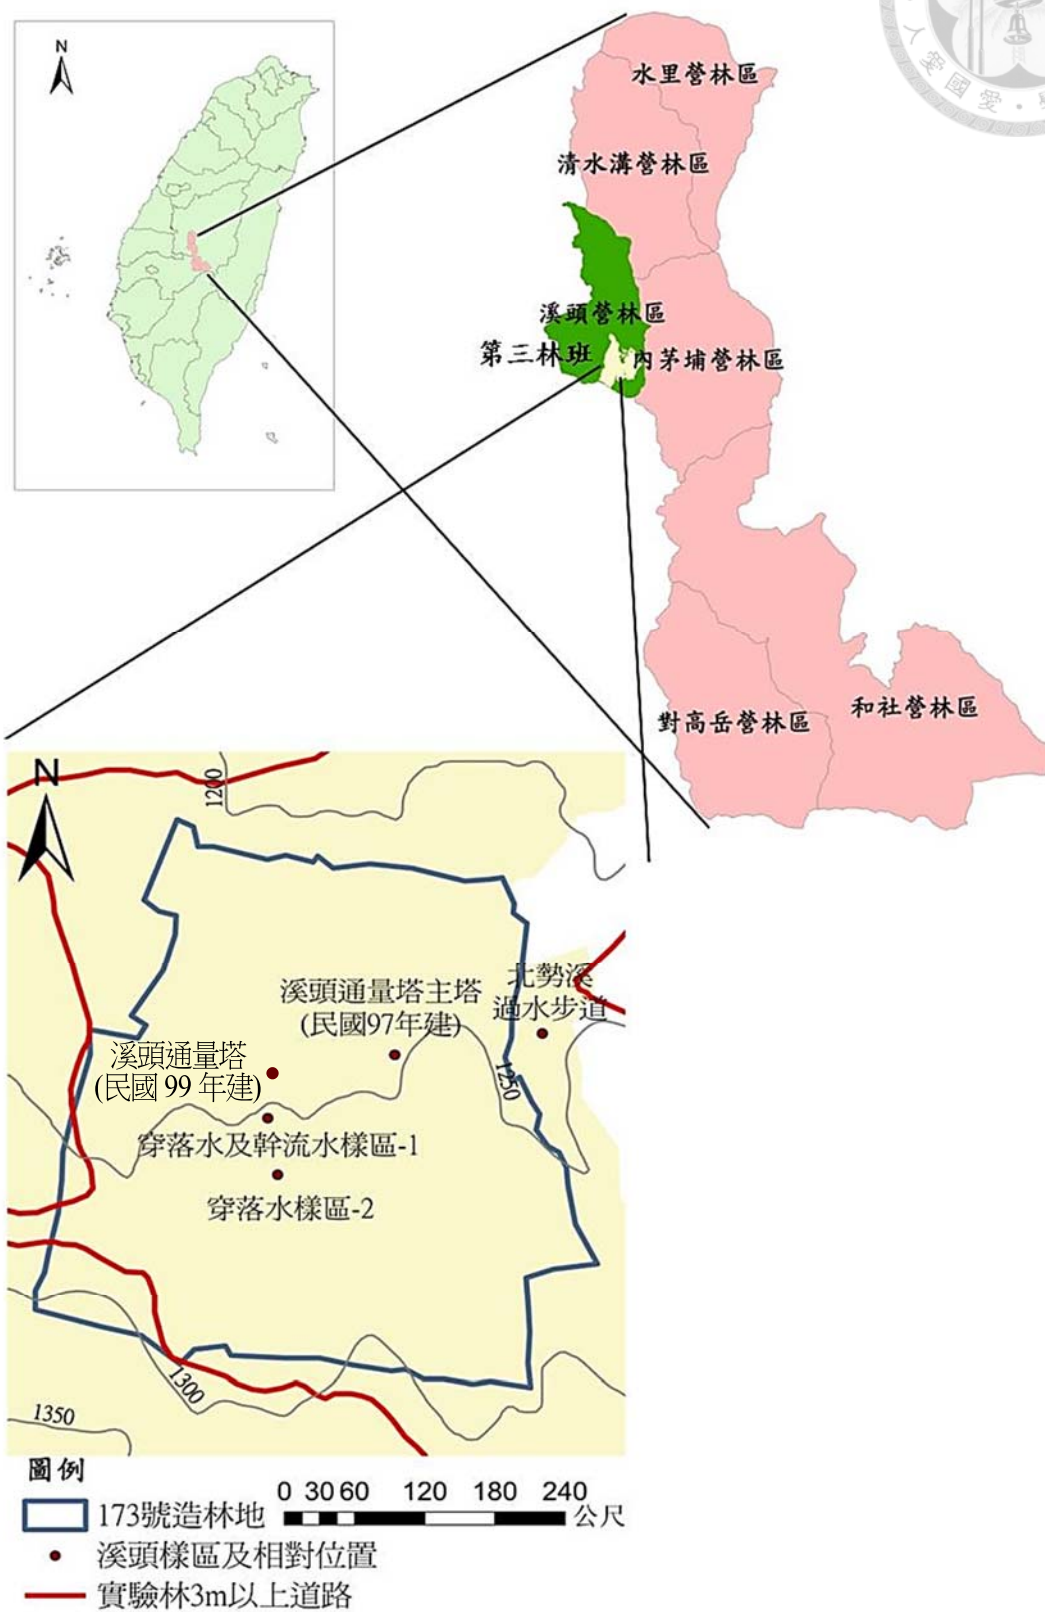 N
水里營林區
清水溝營林區
溪頭營林區
第三林班
內茅埔營林區
對高岳營林區
和社營林區
人 愛 國 愛 ·
N
1200
溪頭通量塔主塔
(民國97年建)
北勢溪
過水步道
溪頭通量塔
(民國 99 年建)
1250
穿落水及幹流水樣區-1
穿落水樣區-2
1300
1350
圖例
0 30 60 120 180 240
公尺
173號造林地
溪頭樣區及相對位置
實驗林3m以上道路